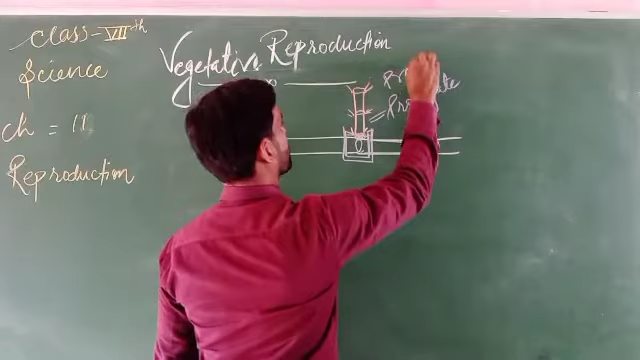 Class-VIIth
Science
Ch = 11
Reproduction
Vegetative Reproduction